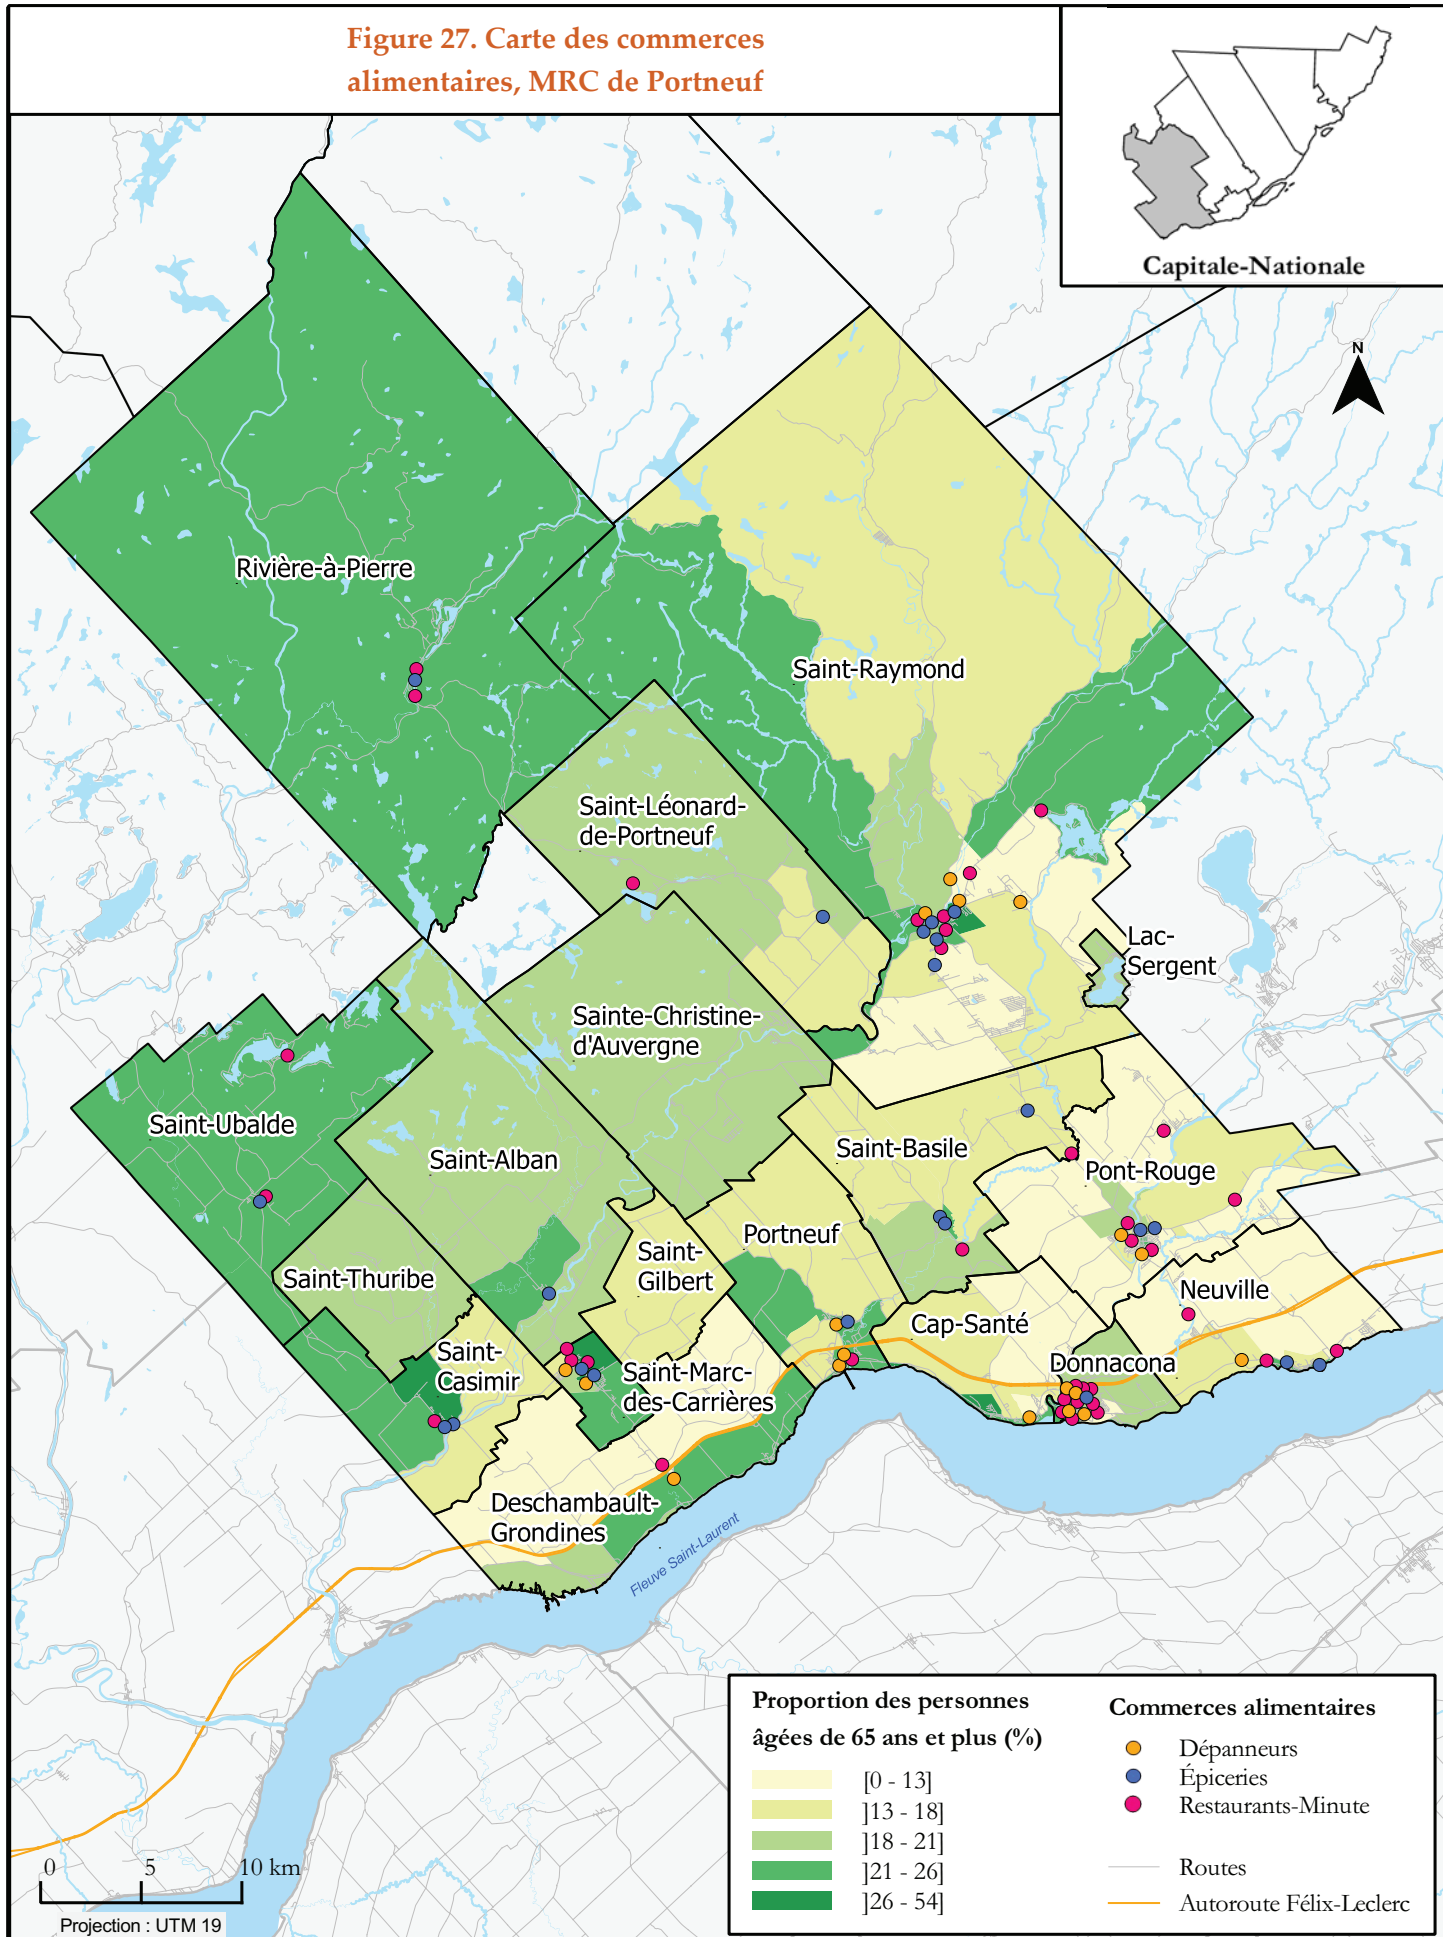 Figure 27. Carte des commerces
alimentaires, MRC de Portneuf
Capitale-Nationale
N
Rivière-à-Pierre
Saint-Raymond
Saint-Léonard-
de-Portneuf
Lac-
Sergent
Sainte-Christine-
d'Auvergne
Saint-Ubalde
Saint-Alban
Saint-Basile
Pont-Rouge
Portneuf
Saint-
Gilbert
Saint-Thuribe
Neuville
Cap-Santé
Saint-
Casimir
Donnacona
Saint-Marc-
des-Carrières
Deschambault-
Grondines
Fleuve Saint-Laurent
Proportion des personnes
âgées de 65 ans et plus (%)
[0 - 13]
]13 - 18]
]18 - 21]
]21 - 26]
]26 - 54]
Commerces alimentaires
Dépanneurs
Épiceries
Restaurants-Minute
Routes
Autoroute Félix-Leclerc
0 5 10 km
Projection : UTM 19